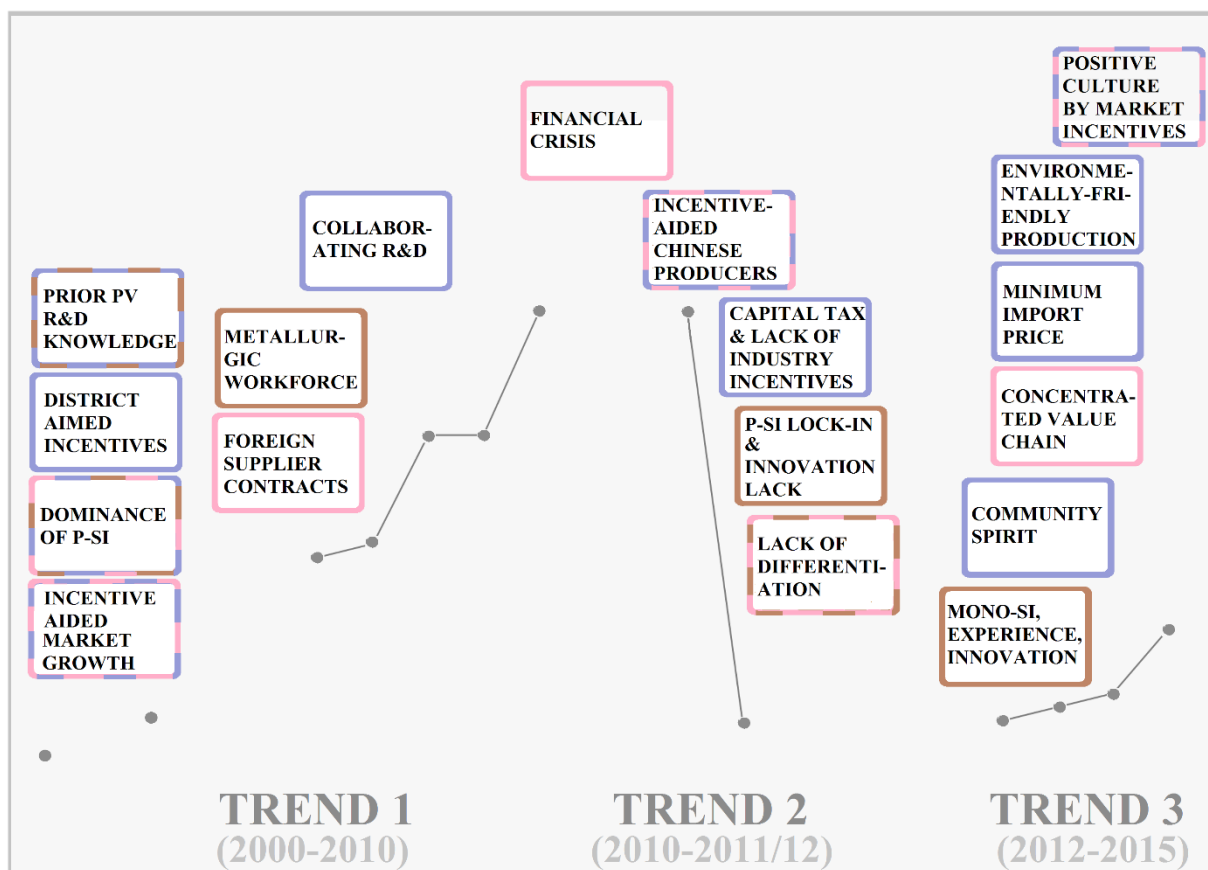 PRIOR PV
R&D
KNOWLEDGE
DISTRICT
AIMED
INCENTIVES
DOMINANCE
OF P-SI
INCENTIVE
AIDED
MARKET
GROWTH
COLLABOR-
ATING R&D
METALLUR-
GIC
WORKFORCE
FOREIGN
SUPPLIER
CONTRACTS
TREND 1
(2000-2010)
FINANCIAL
CRISIS
INCENTIVE-
AIDED
CHINESE
PRODUCERS
CAPITAL TAX
& LACK OF
INDUSTRY
INCENTIVES
P-SI LOCK-IN
&
INNOVATION
LACK
LACK OF
DIFFERENTI-
ATION
TREND 2
(2010-2011/12)
POSITIVE
CULTURE
BY MARKET
INCENTIVES
ENVIRONME-
NTALLY-FRI-
ENDLY
PRODUCTION
MINIMUM
IMPORT
PRICE
CONCENTRA-
TED VALUE
CHAIN
COMMUNITY
SPIRIT
MONO-SI,
EXPERIENCE,
INNOVATION
TREND 3
(2012-2015)